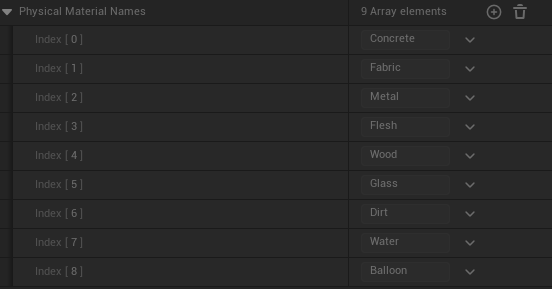 Physical Material Names 9 Array elements
Index [ 0 ] Concrete
Index [ 1 ] Fabric
Index [ 2 ] Metal
Index [ 3 ] Flesh
Index [ 4 ] Wood
Index [ 5 ] Glass
Index [ 6 ] Dirt
Index [ 7 ] Water
Index [ 8 ] Balloon